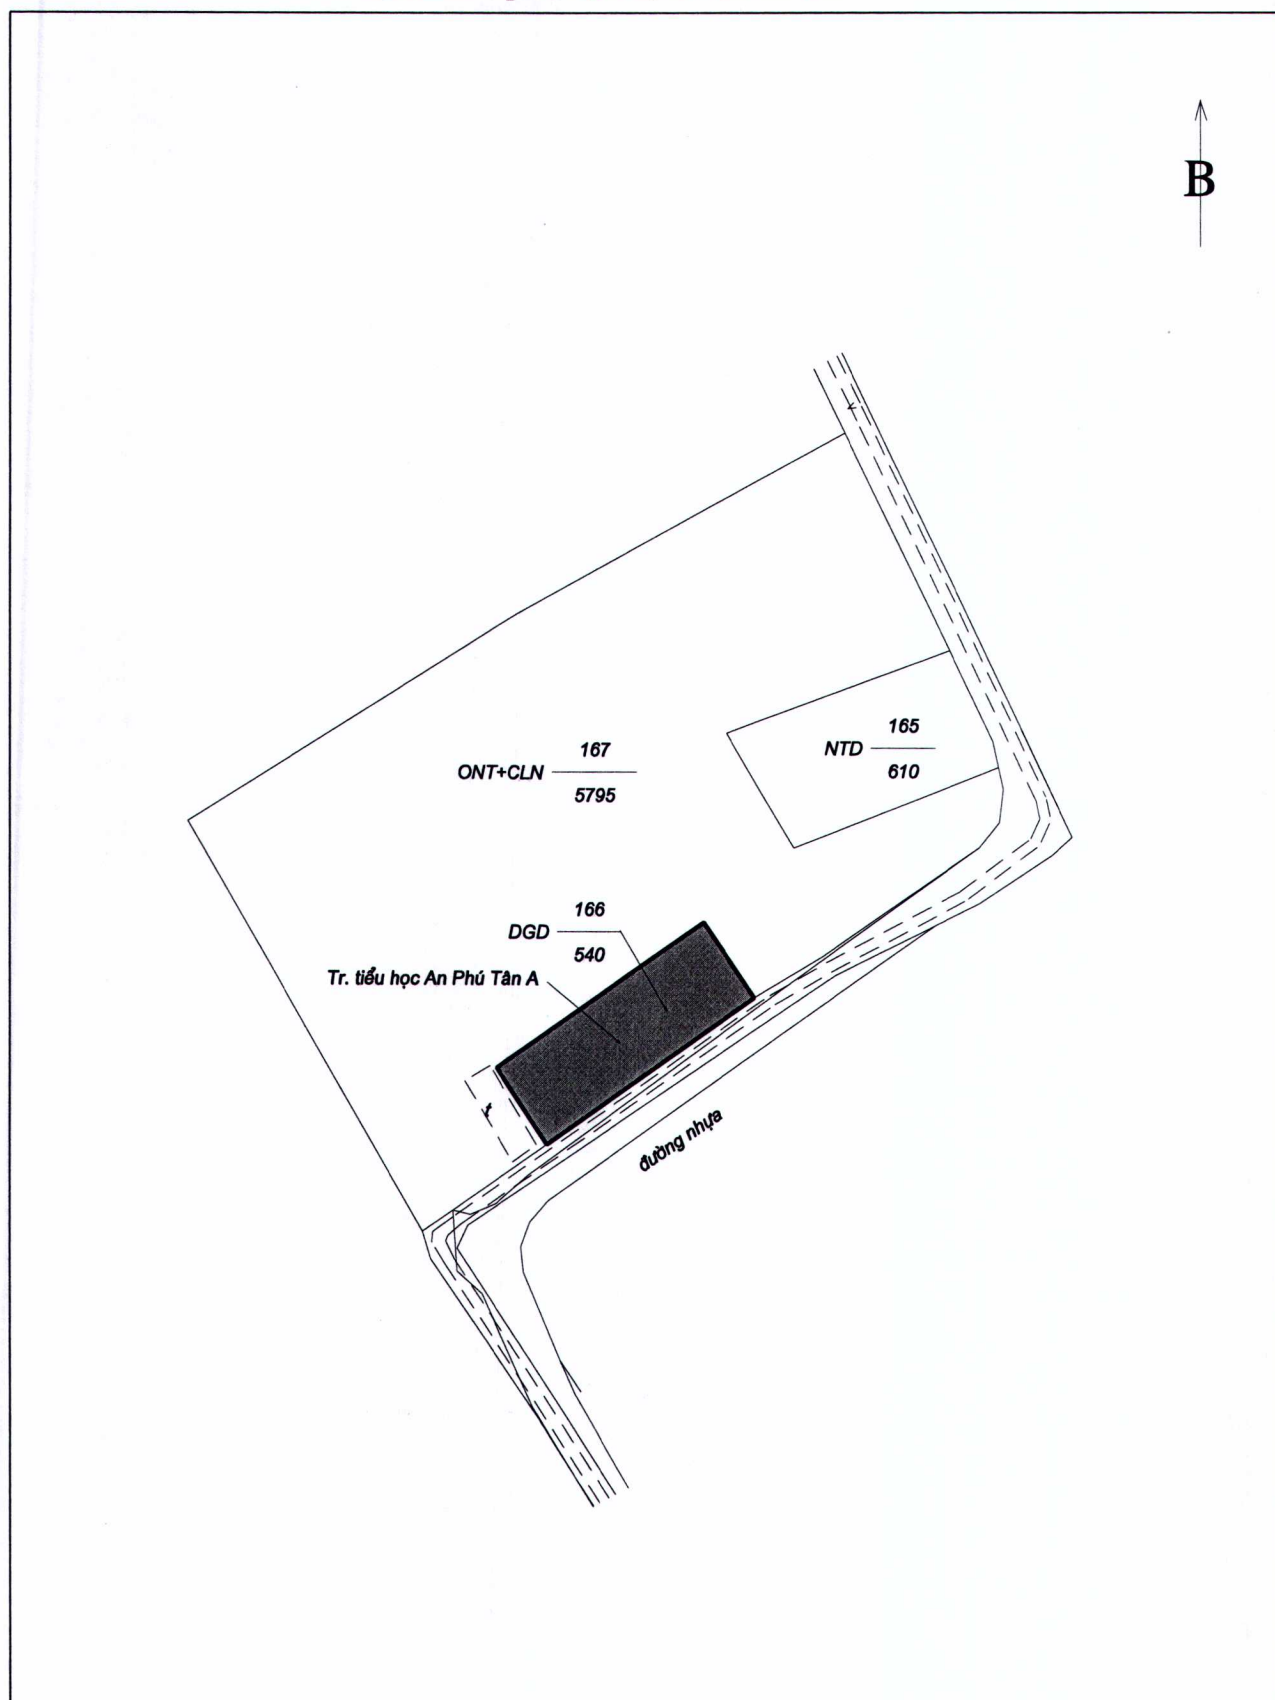 B
165
NTD
610
167
ONT+CLN
5795
166
DGD
540
Tr. tiểu học An Phú Tân A
đường nhựa